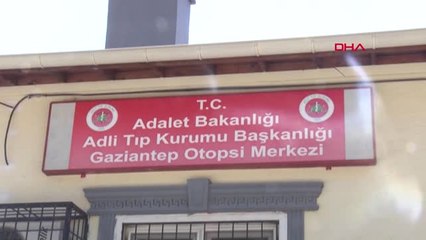 DHA
T.C.
Adalet Bakanlığı
Adli Tıp Kurumu Başkanlığı
Gaziantep Otopsi Merkezi